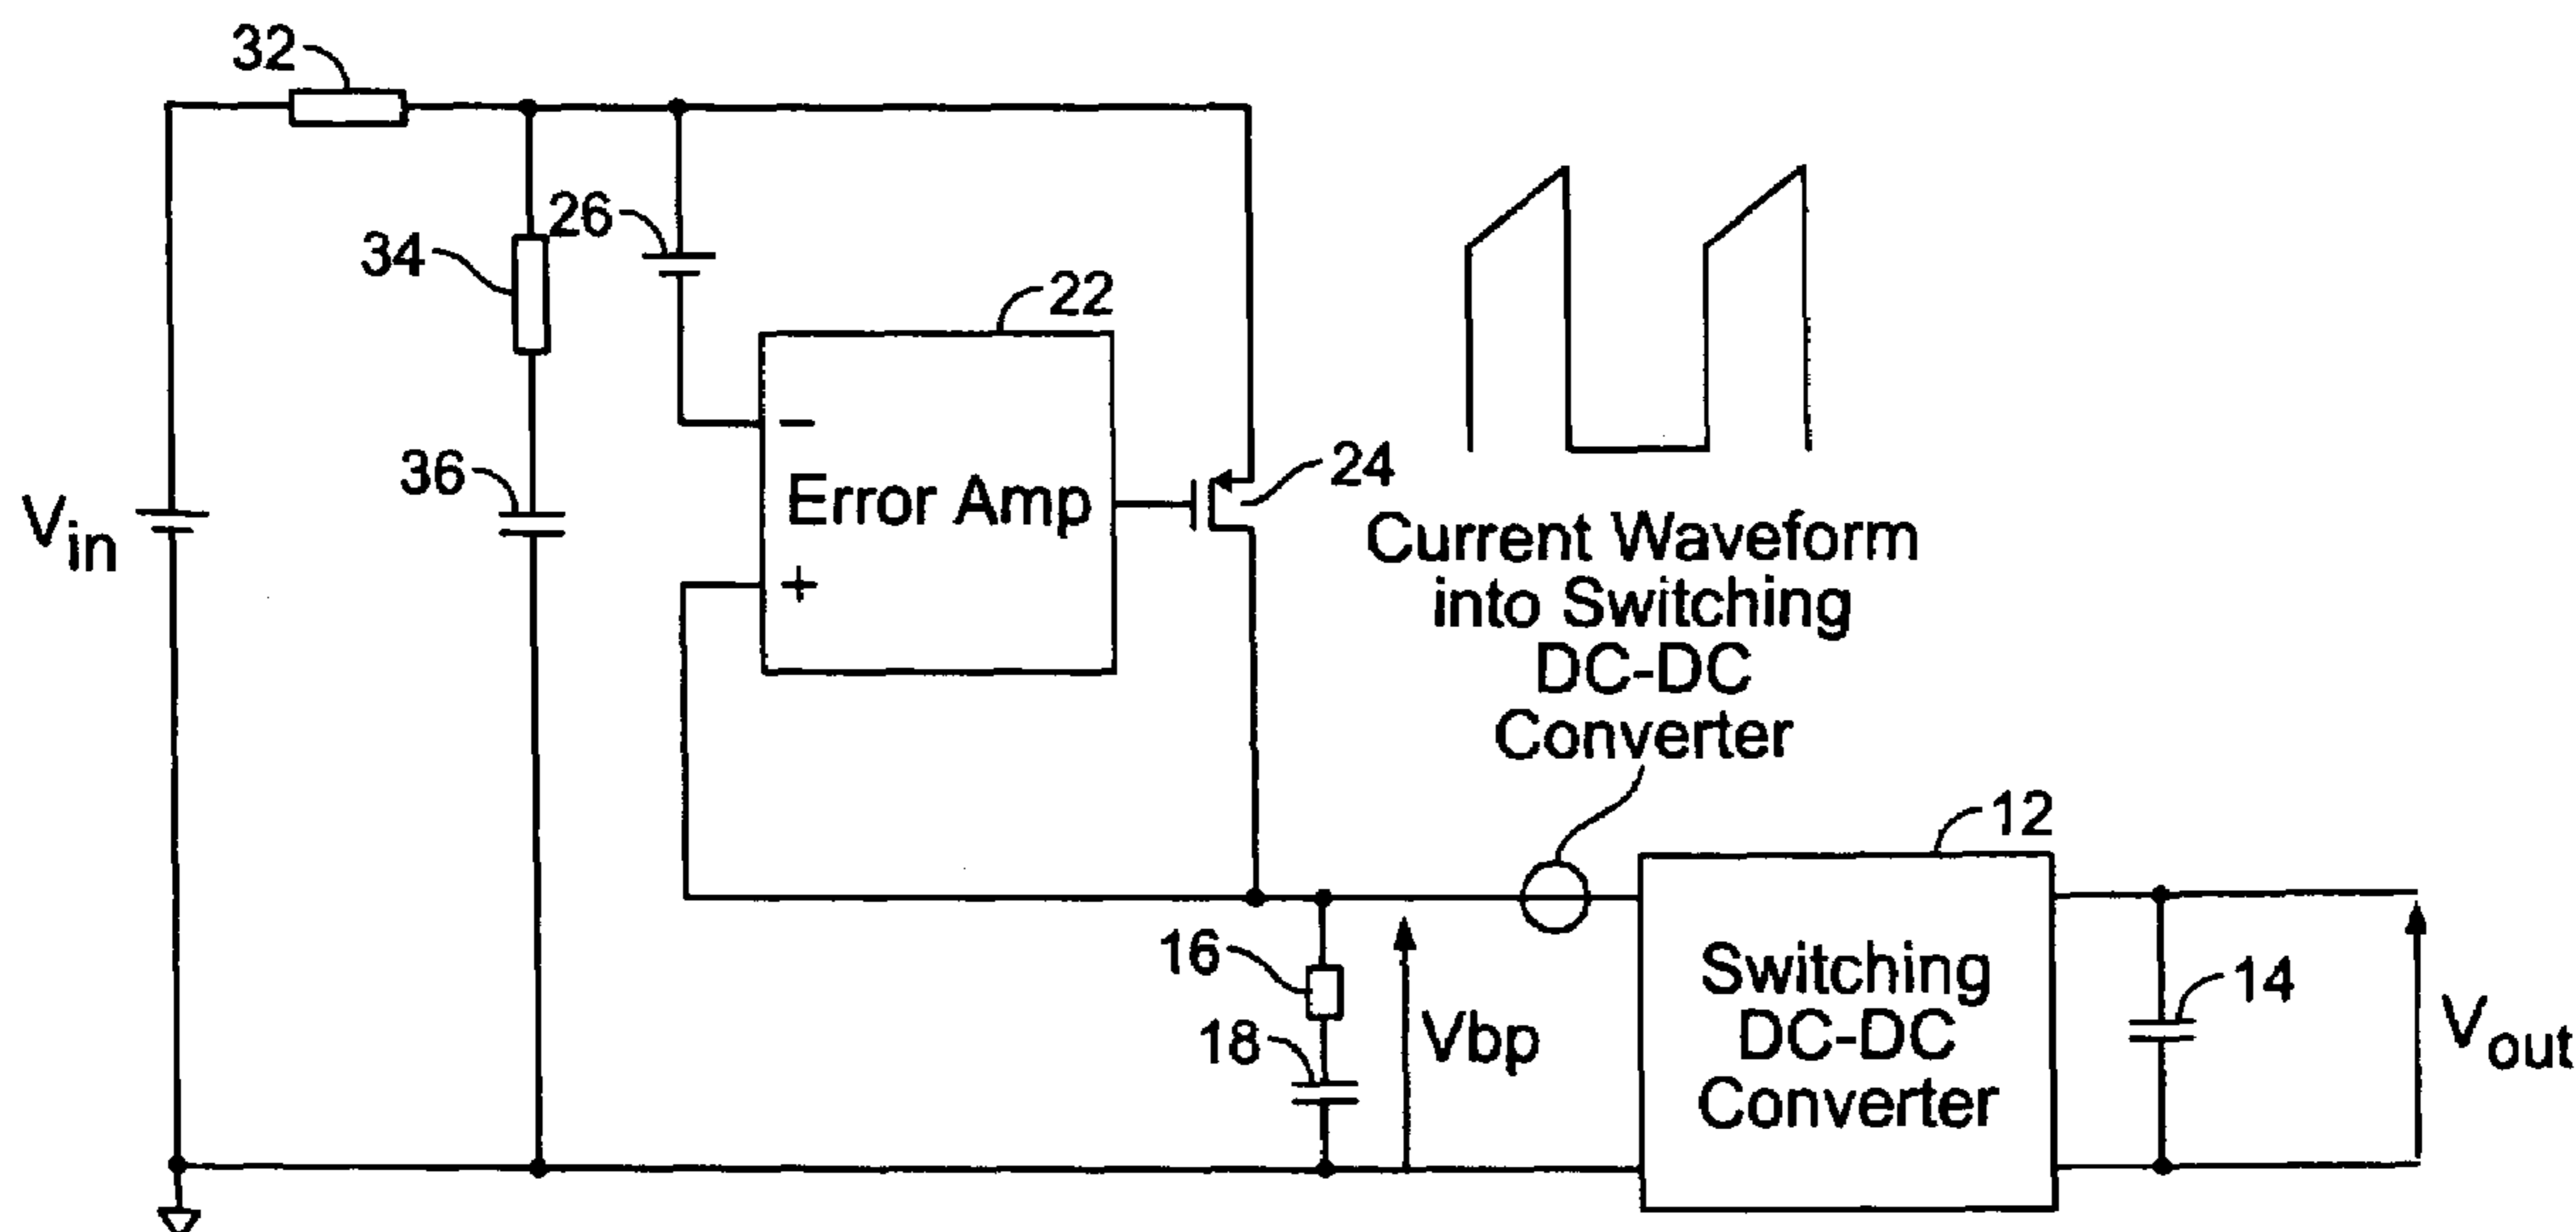 32
26
34
22
Error Amp
−
+
36
24
Vin
Current Waveform
into Switching
DC-DC
Converter
12
16
18
Vbp
Switching
DC-DC
Converter
14
Vout